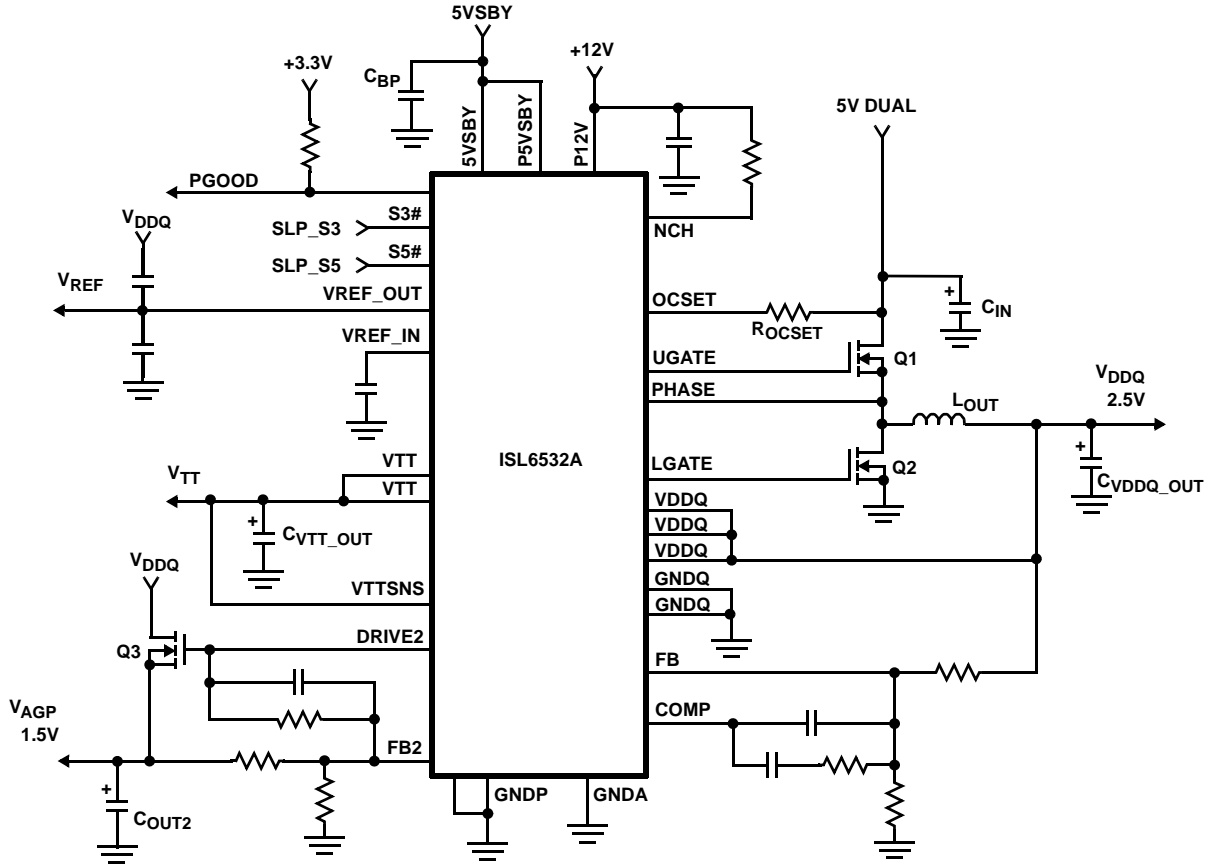 5VSBY
+12V
+3.3V
CBP
5V DUAL
5VSBY
P5VSBY
P12V
PGOOD
NCH
VDDQ
SLP_S3
S3#
SLP_S5
S5#
VREF
VREF_OUT
VREF_IN
OCSET
ROCSET
CIN
UGATE
Q1
PHASE
LOUT
VDDQ
2.5V
ISL6532A
LGATE
Q2
CVDDQ_OUT
VTT
VTT
VTT
CVTT_OUT
VDDQ
VDDQ
VDDQ
GNDQ
GNDQ
VDDQ
VTTSNS
DRIVE2
Q3
FB
COMP
VAGP
1.5V
FB2
COUT2
GNDP
GNDA
+
+
+
+